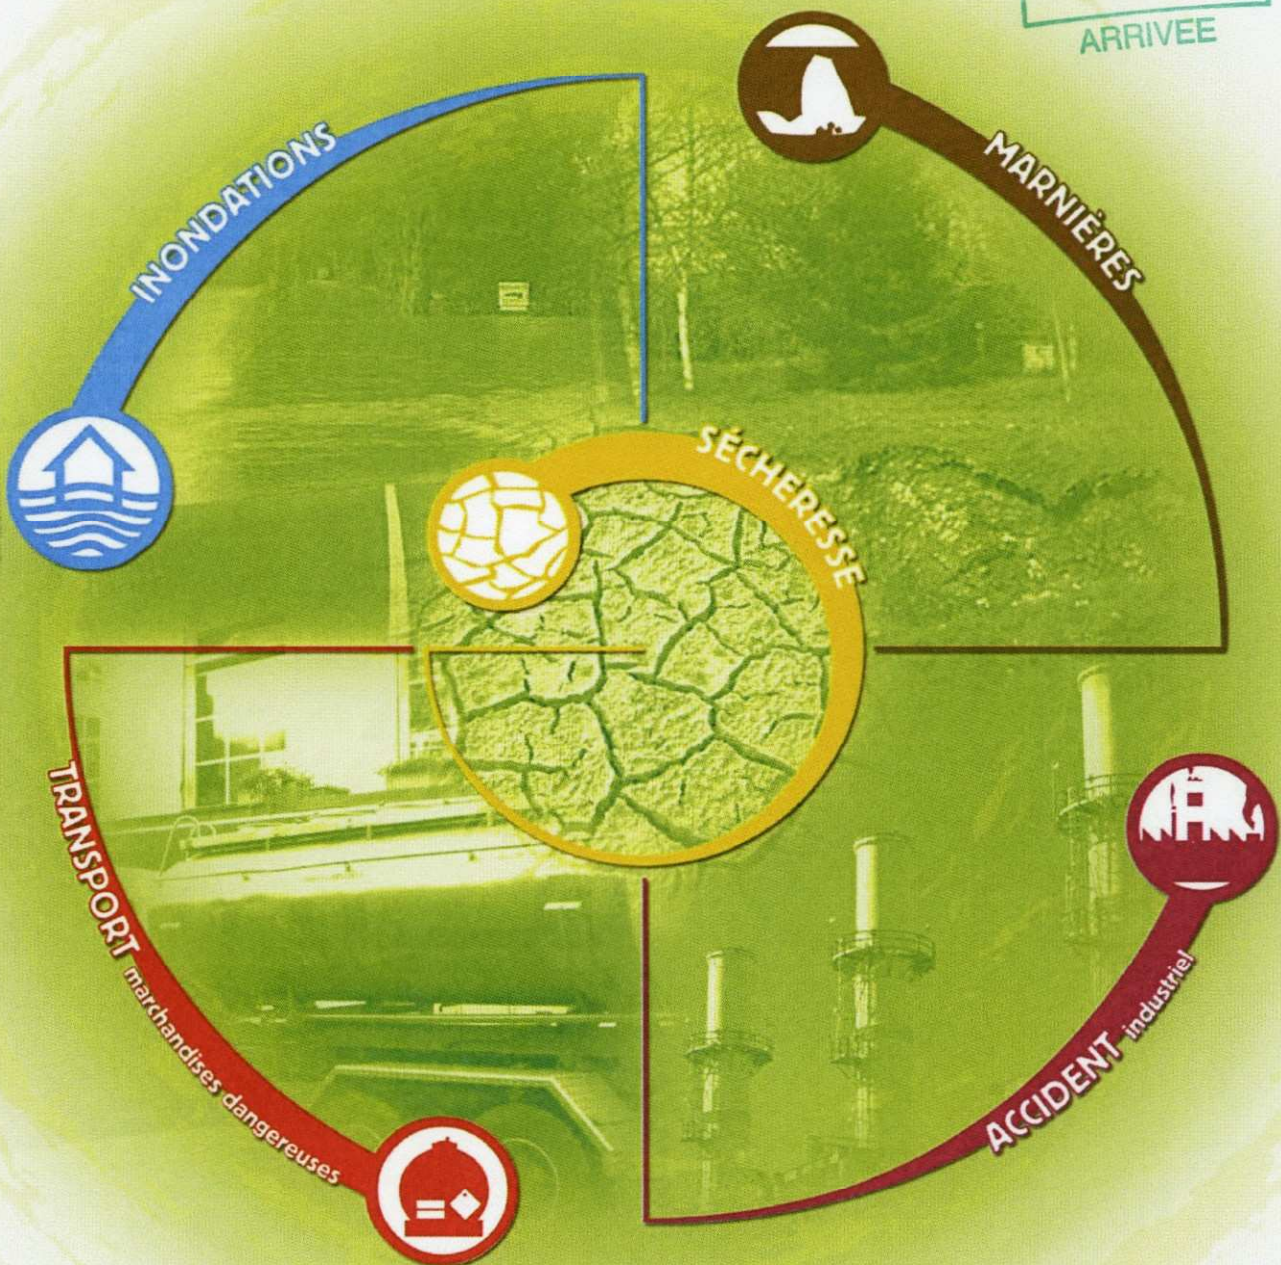 ARRIVEE
INONDATIONS
MARNIÈRES
SÉCHERESSE
TRANSPORT marchandises dangereuses
ACCIDENT industriel